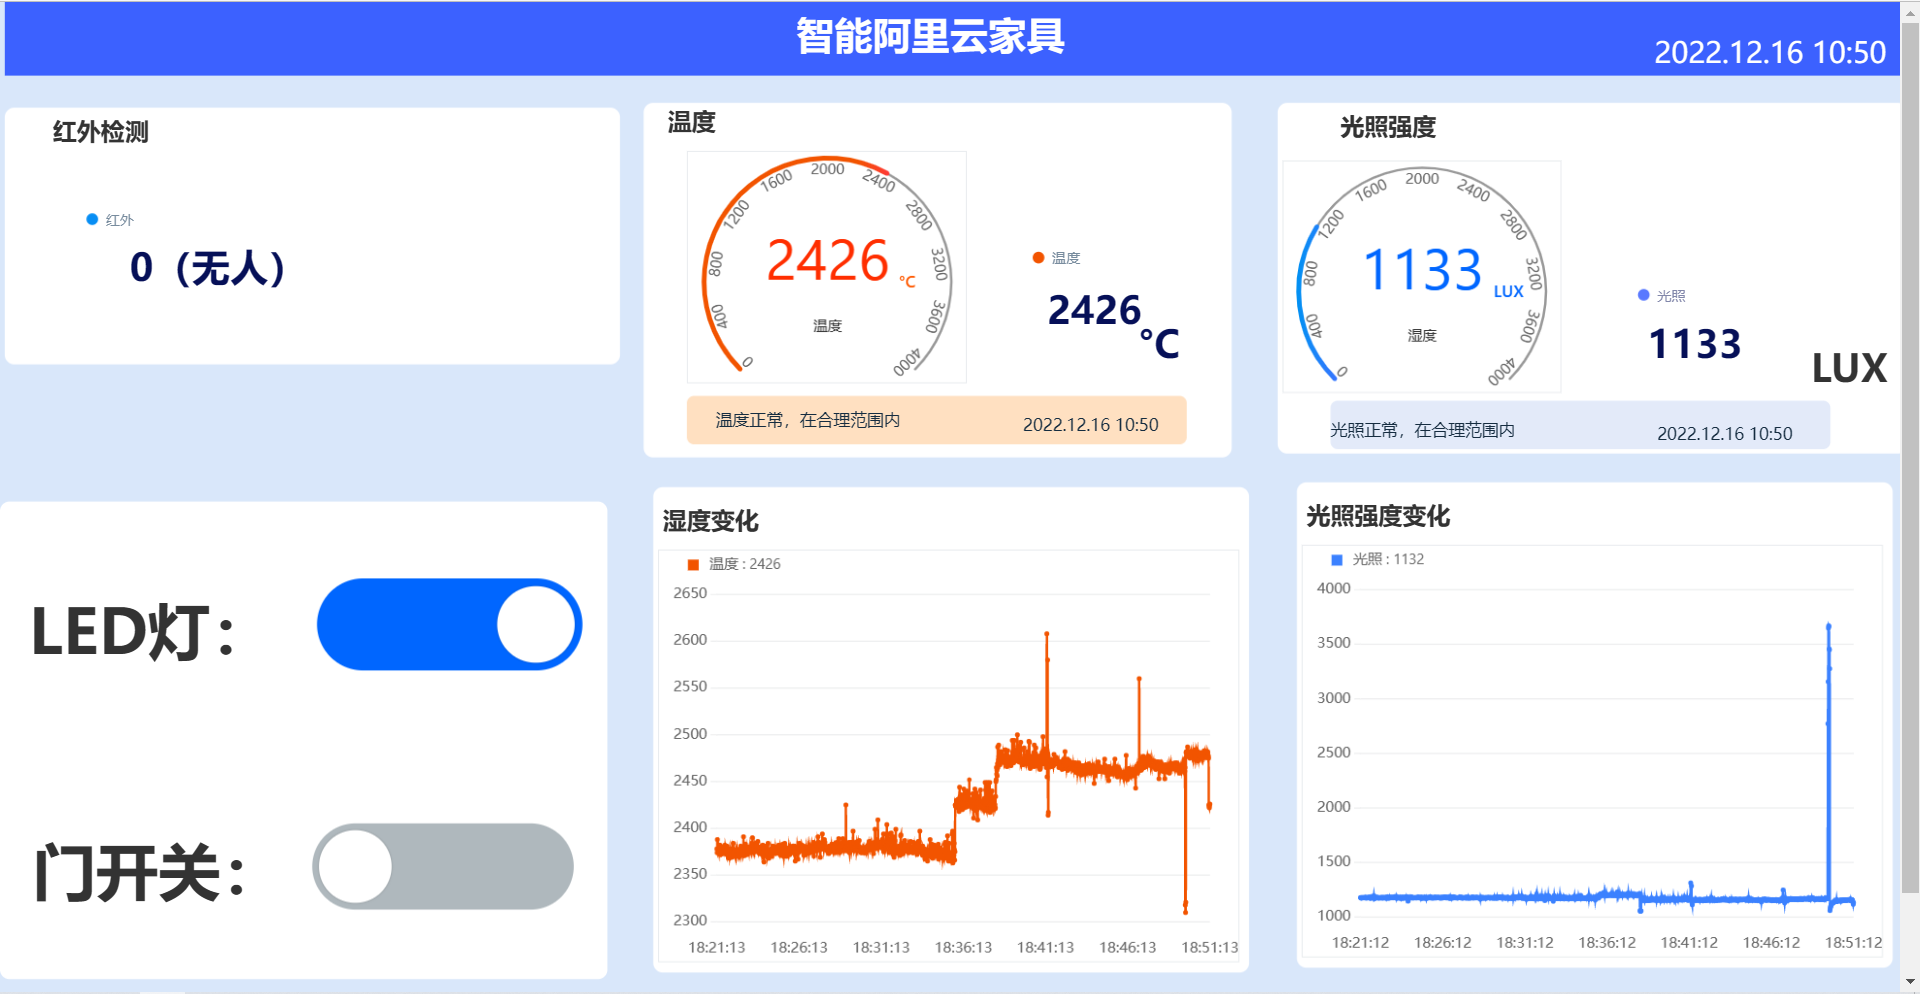 智能阿里云家具
2022.12.16 10:50
红外检测
红外
0（无人）
温度
0
400
800
1200
1600
2000
2400
2800
3200
3600
4000
2426
°C
温度
温度
2426
°C
温度正常，在合理范围内
2022.12.16 10:50
光照强度
0
400
800
1200
1600
2000
2400
2800
3200
3600
4000
1133
LUX
湿度
光照
1133
LUX
光照正常，在合理范围内
2022.12.16 10:50
LED灯：
门开关：
湿度变化
温度 : 2426
2650
2600
2550
2500
2450
2400
2350
2300
18:21:13 18:26:13 18:31:13 18:36:13 18:41:13 18:46:13 18:51:13
光照强度变化
光照 : 1132
4000
3500
3000
2500
2000
1500
1000
18:21:12 18:26:12 18:31:12 18:36:12 18:41:12 18:46:12 18:51:12